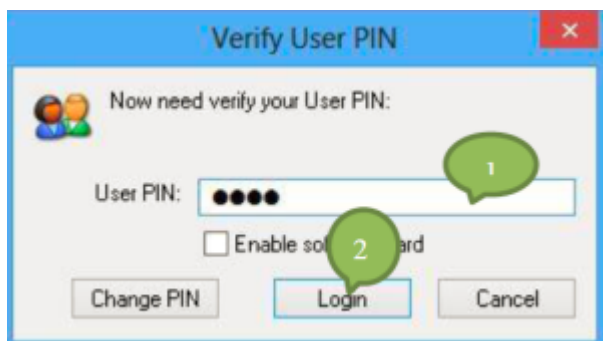 Verify User PIN
x
Now need verify your User PIN:
1
User PIN: ●●●●
Enable
2
Change PIN Login Cancel